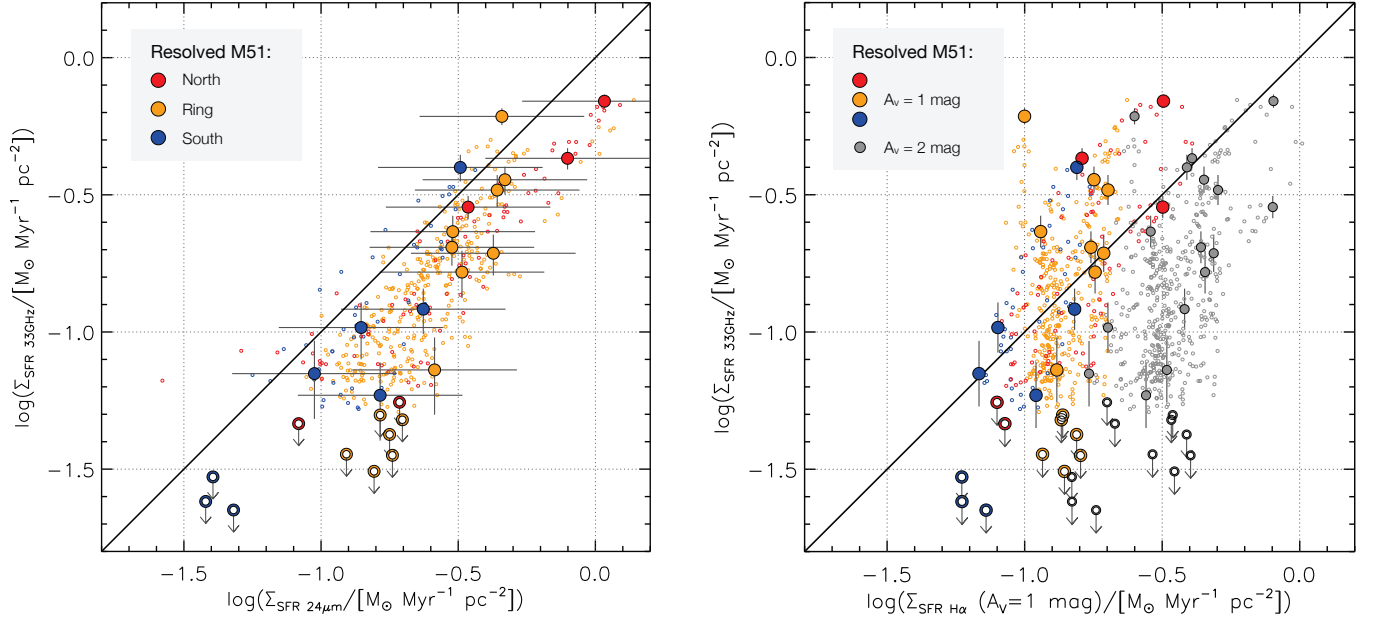 Resolved M51:
North
Ring
South
0.0
−0.5
−1.0
−1.5
−1.5
−1.0
−0.5
0.0
log(Σ_SFR 33GHz/[M⊙ Myr⁻¹ pc⁻²])
log(Σ_SFR 24μm/[M⊙ Myr⁻¹ pc⁻²])
Resolved M51:
Aᵥ = 1 mag
Aᵥ = 2 mag
0.0
−0.5
−1.0
−1.5
−1.5
−1.0
−0.5
0.0
log(Σ_SFR 33GHz/[M⊙ Myr⁻¹ pc⁻²])
log(Σ_SFR Hα (A_V=1 mag)/[M⊙ Myr⁻¹ pc⁻²])